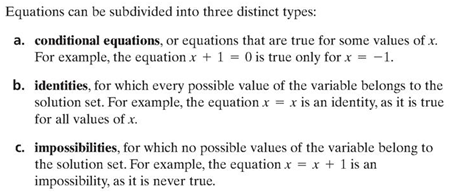 Equations can be subdivided into three distinct types:
a. conditional equations, or equations that are true for some values of x.
For example, the equation x + 1 = 0 is true only for x = −1.
b. identities, for which every possible value of the variable belongs to the
solution set. For example, the equation x = x is an identity, as it is true
for all values of x.
c. impossibilities, for which no possible values of the variable belong to
the solution set. For example, the equation x = x + 1 is an
impossibility, as it is never true.